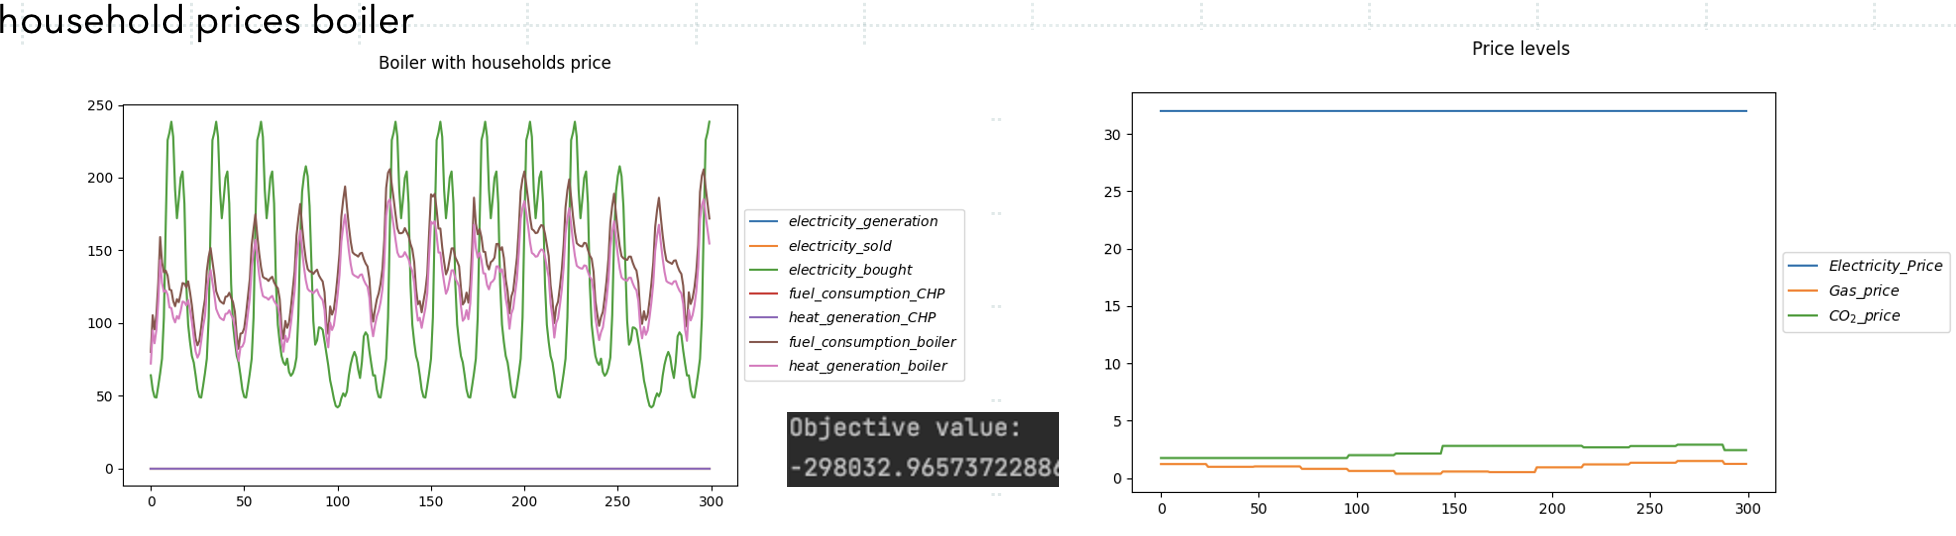 household prices boiler
Boiler with households price
250
200
150
100
50
0
0 50 100 150 200 250 300
electricity_generation
electricity_sold
electricity_bought
fuel_consumption_CHP
heat_generation_CHP
fuel_consumption_boiler
heat_generation_boiler
Objective value:
-298032.96573722886
Price levels
30
25
20
15
10
5
0
0 50 100 150 200 250 300
Electricity_Price
Gas_price
CO₂_price